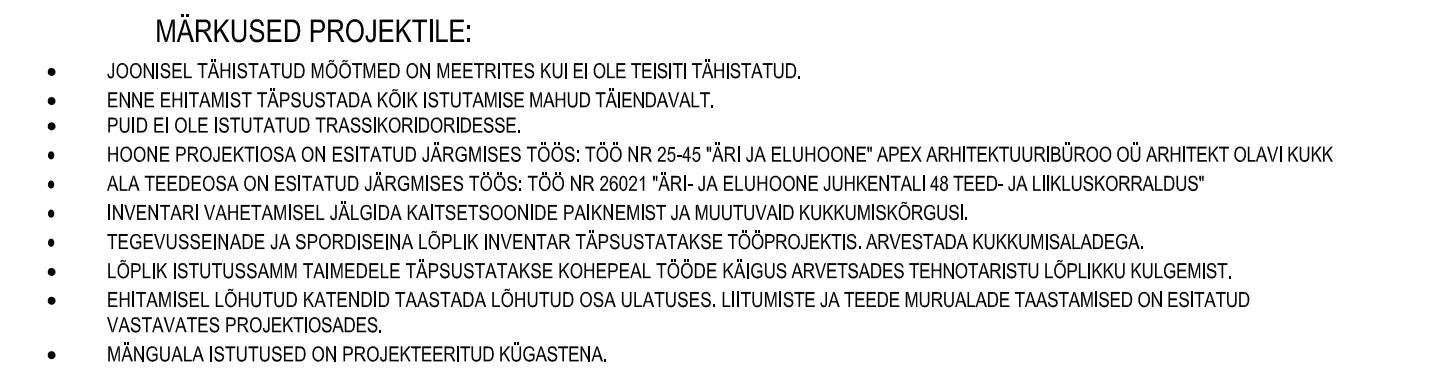 MÄRKUSED PROJEKTILE:
• JOONISEL TÄHISTATUD MÕÕTMED ON MEETRITES KUI EI OLE TEISITI TÄHISTATUD.
• ENNE EHITAMIST TÄPSUSTADA KÕIK ISTUTAMISE MAHUD TÄIENDAVALT.
• PUID EI OLE ISTUTATUD TRASSIKORIDORIDESSE.
• HOONE PROJEKTIOSA ON ESITATUD JÄRGMISES TÖÖS: TÖÖ NR 25-45 "ÄRI JA ELUHOONE" APEX ARHITEKTUURIBÜROO OÜ ARHITEKT OLAVI KUKK
• ALA TEEDEOSA ON ESITATUD JÄRGMISES TÖÖS: TÖÖ NR 26021 "ÄRI- JA ELUHOONE JUHKENTALI 48 TEED- JA LIIKLUSKORRALDUS"
• INVENTARI VAHETAMISEL JÄLGIDA KAITSETSOONIDE PAIKNEMIST JA MUUTUVAID KUKKUMISKÕRGUSI.
• TEGEVUSSEINADE JA SPORDISEINA LÕPLIK INVENTAR TÄPSUSTATAKSE TÖÖPROJEKTIS. ARVESTADA KUKKUMISALADEGA.
• LÕPLIK ISTUTUSSAMM TAIMEDELE TÄPSUSTATAKSE KOHEPEAL TÖÖDE KÄIGUS ARVETSADES TEHNOTARISTU LÕPLIKKU KULGEMIST.
• EHITAMISEL LÕHUTUD KATENDID TAASTADA LÕHUTUD OSA ULATUSES. LIITUMISTE JA TEEDE MURUALADE TAASTAMISED ON ESITATUD
VASTAVATES PROJEKTIOSADES.
• MÄNGUALA ISTUTUSED ON PROJEKTEERITUD KÜGASTENA.